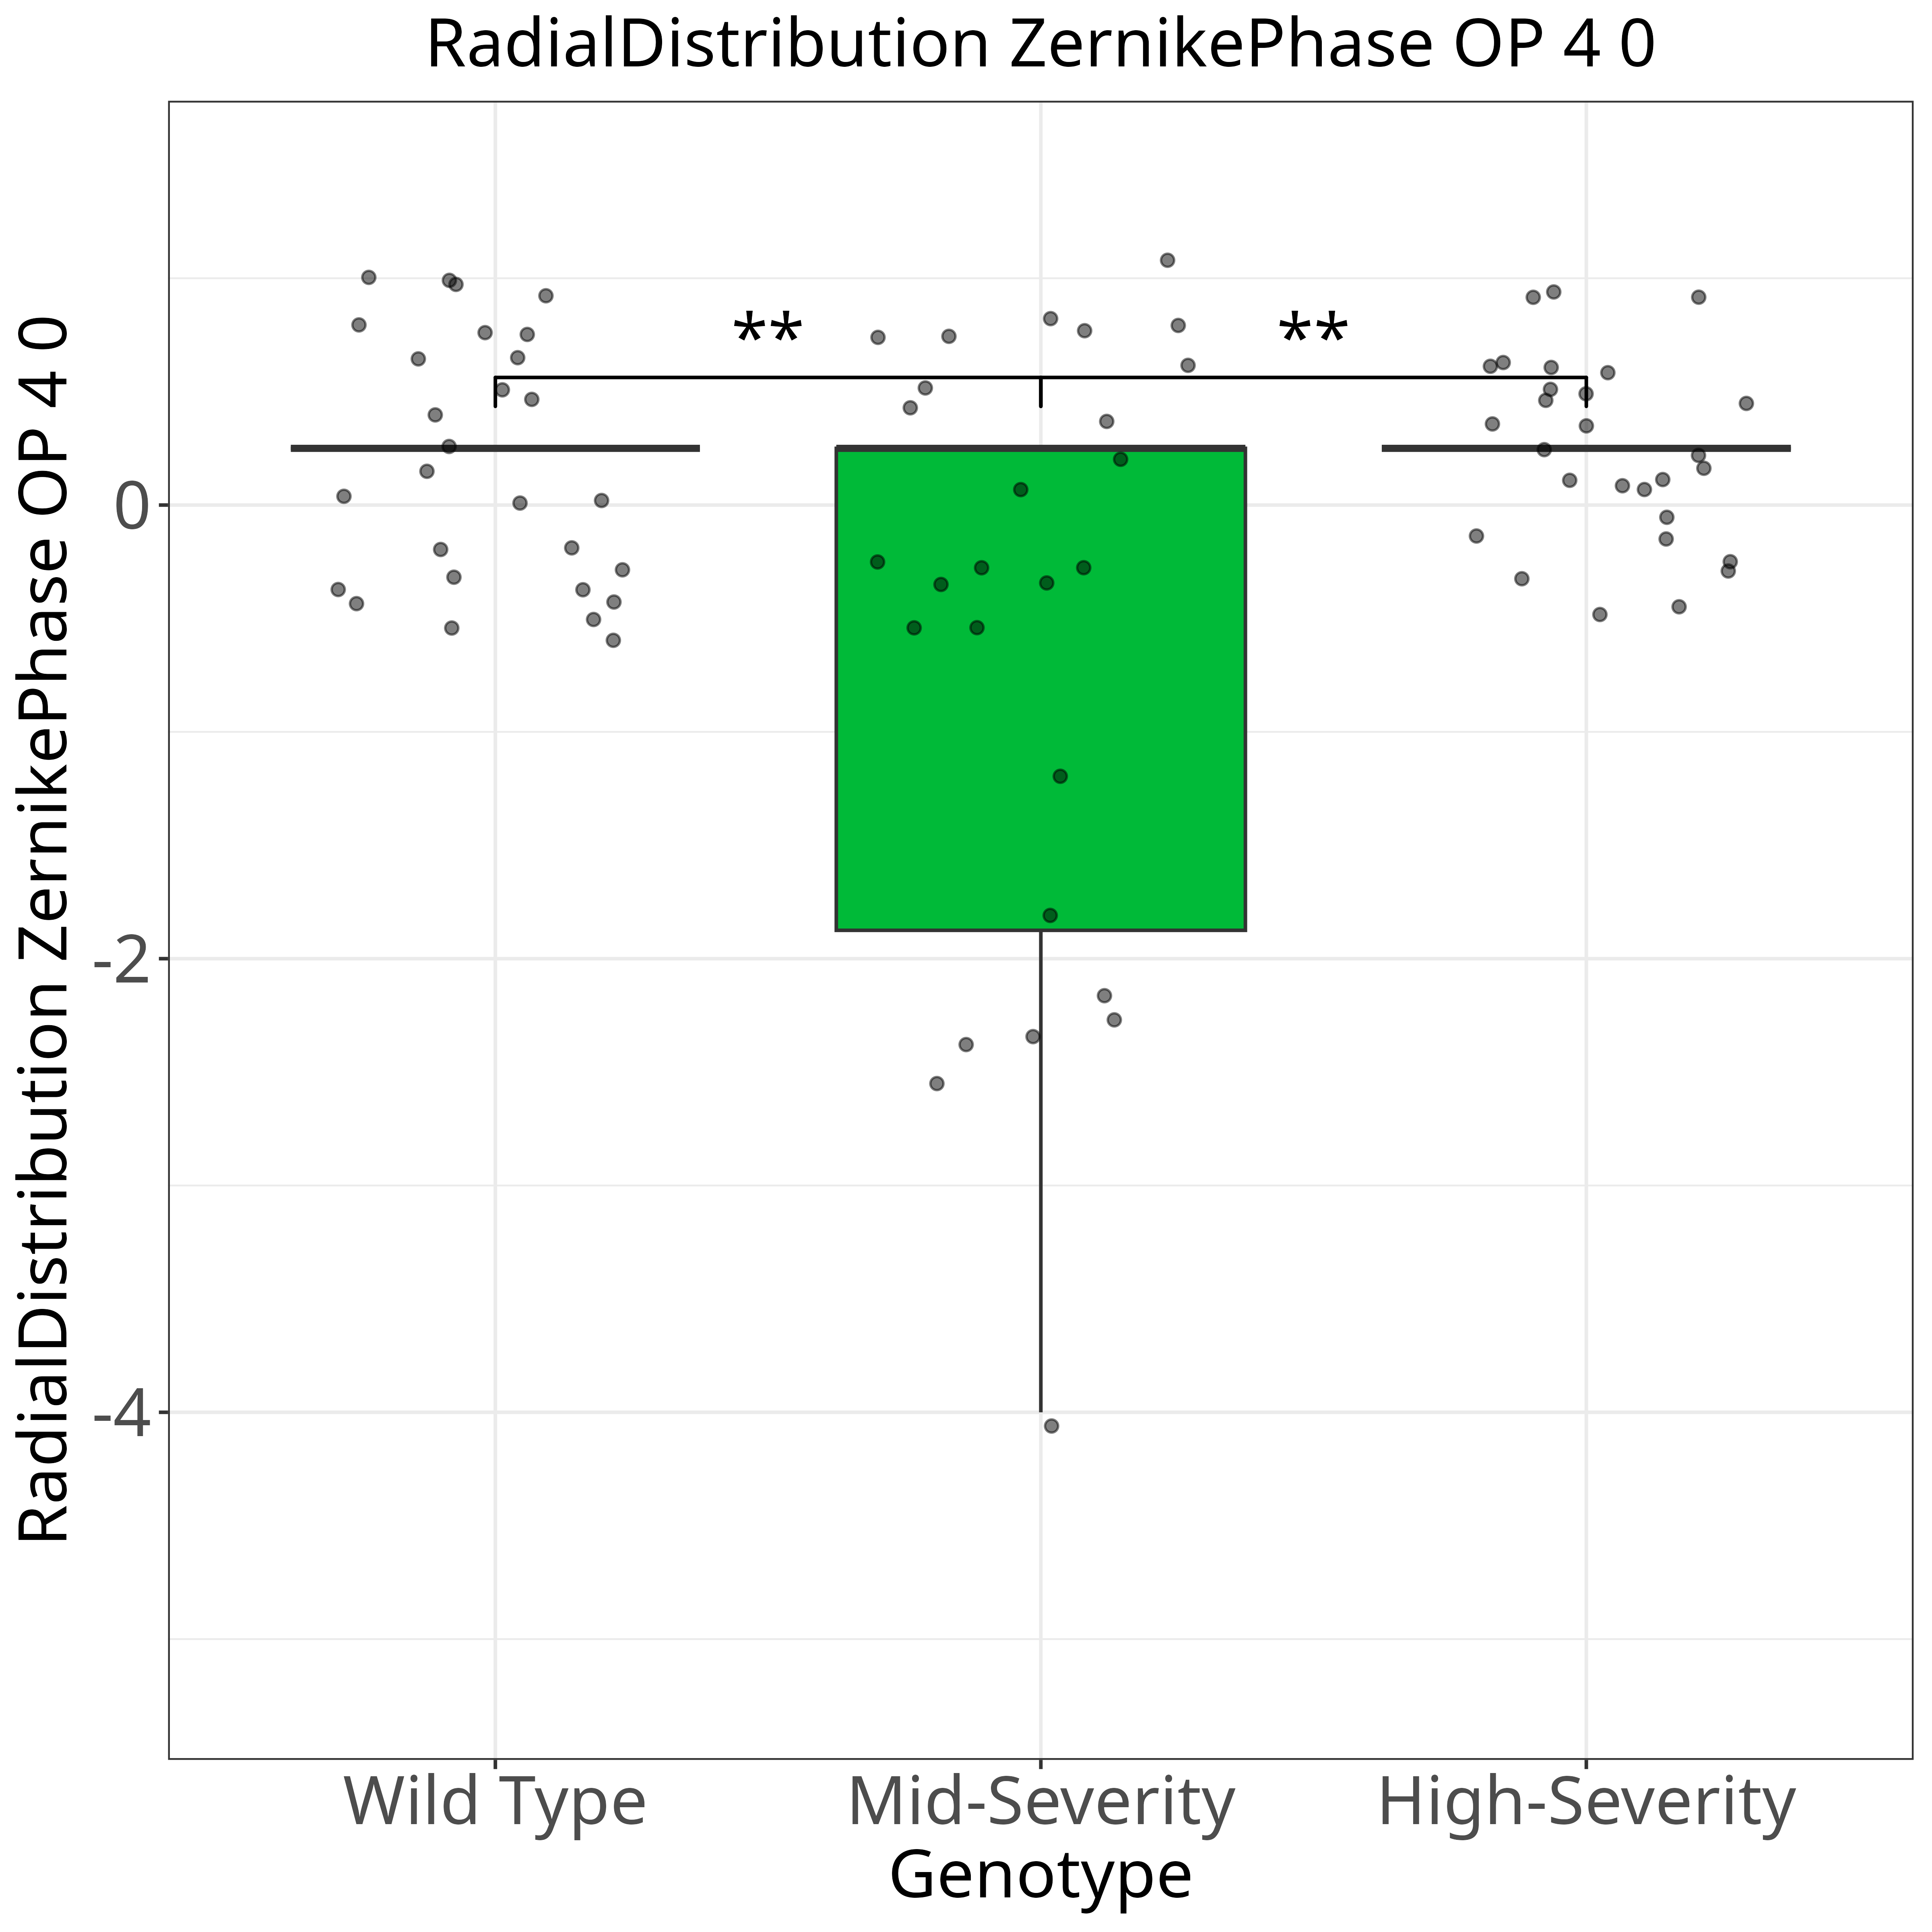 RadialDistribution ZernikePhase OP 4 0
RadialDistribution ZernikePhase OP 4 0
**
**
0
-2
-4
Wild Type
Mid-Severity
High-Severity
Genotype